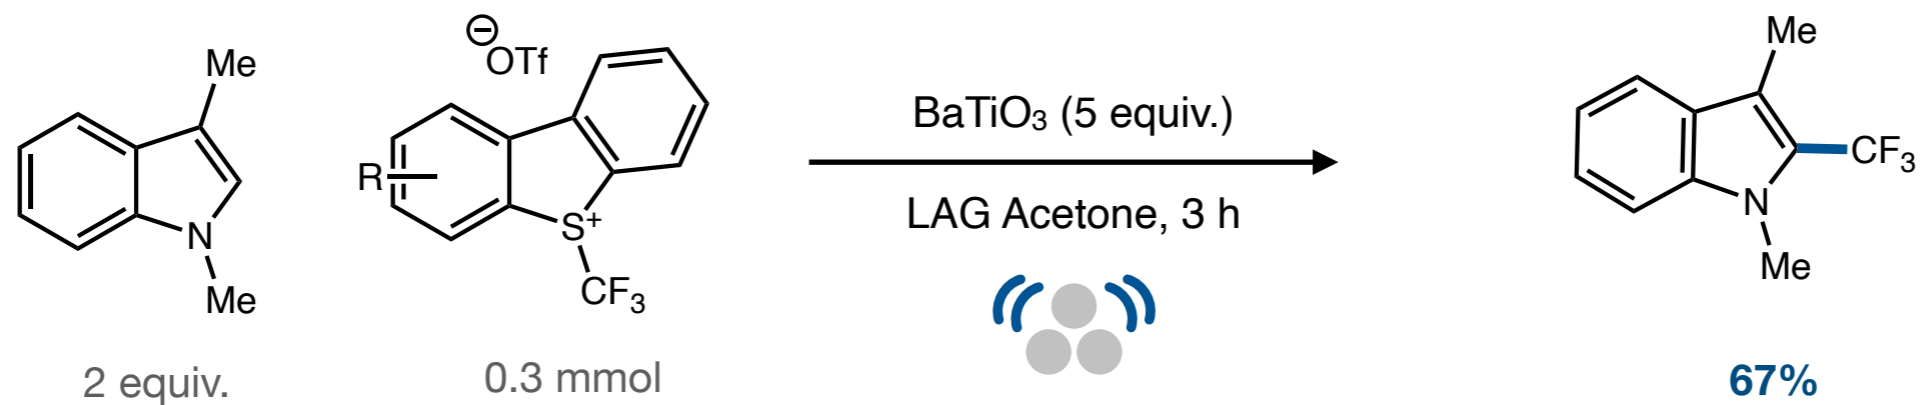 Me
N
Me
2 equiv.
⊖
OTf
R
S+
CF3
0.3 mmol
BaTiO3 (5 equiv.)
LAG Acetone, 3 h
Me
CF3
N
Me
67%